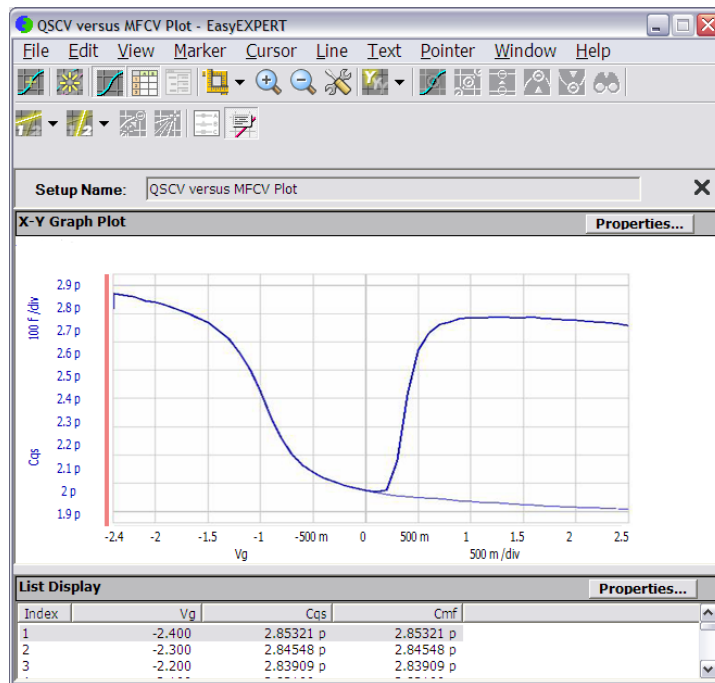 QSCV versus MFCV Plot - EasyEXPERT
File Edit View Marker Cursor Line Text Pointer Window Help
Setup Name: QSCV versus MFCV Plot
X-Y Graph Plot Properties...
100 f /div
Cqs
2.9 p
2.8 p
2.7 p
2.6 p
2.5 p
2.4 p
2.3 p
2.2 p
2.1 p
2 p
1.9 p
-2.4 -2 -1.5 -1 -500 m 0 500 m 1 1.5 2 2.5
Vg 500 m /div
List Display Properties...
Index Vg Cqs Cmf
1 -2.400 2.85321 p 2.85321 p
2 -2.300 2.84548 p 2.84548 p
3 -2.200 2.83909 p 2.83909 p